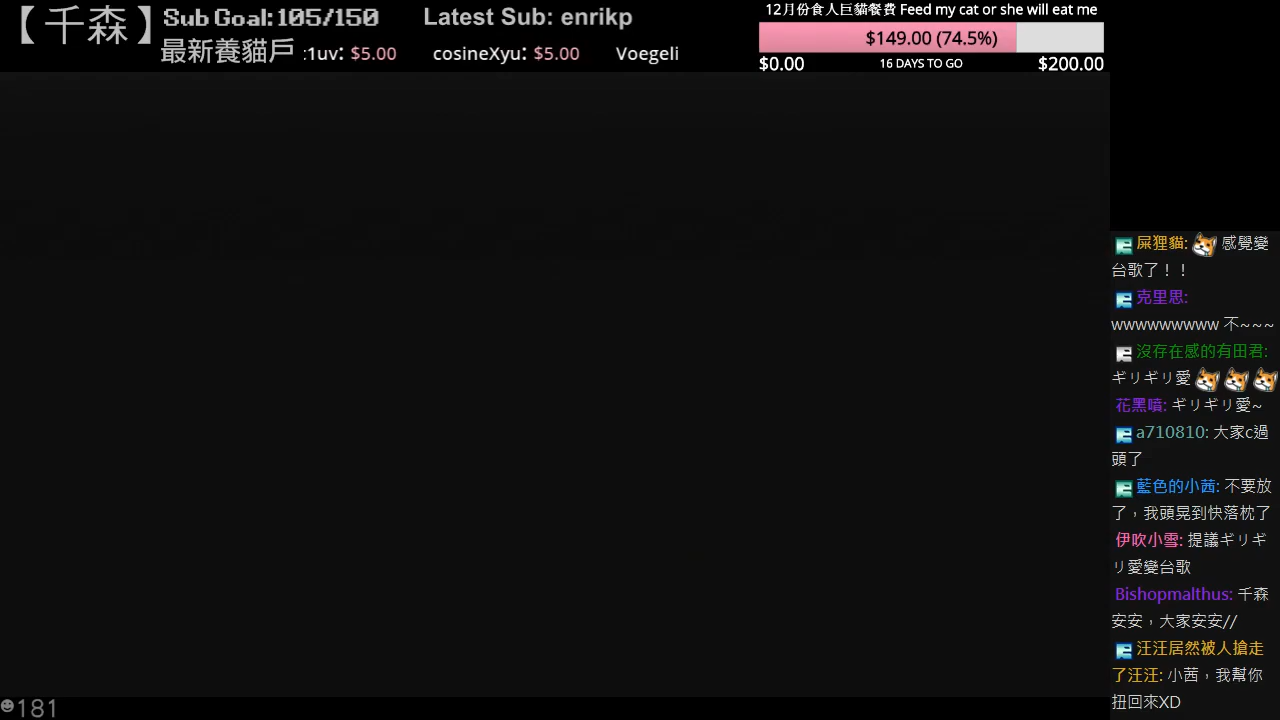 【千森】
Sub Goal:105/150
Latest Sub: enrikp
最新養貓戶
:1uv: $5.00 cosineXyu: $5.00 Voegeli
12月份食人巨貓餐費 Feed my cat or she will eat me
$149.00 (74.5%)
$0.00 16 DAYS TO GO $200.00
屎狸貓: 感覺變
台歌了！！
克里思:
wwwwwwwww 不~~~
沒存在感的有田君:
ギリギリ愛
花黑噴: ギリギリ愛~
a710810: 大家c過
頭了
藍色的小茜: 不要放
了，我頭晃到快落枕了
伊吹小雪: 提議ギリギ
リ愛變台歌
Bishopmalthus: 千森
安安，大家安安//
汪汪居然被人搶走
了汪汪: 小茜，我幫你
扭回來XD
181